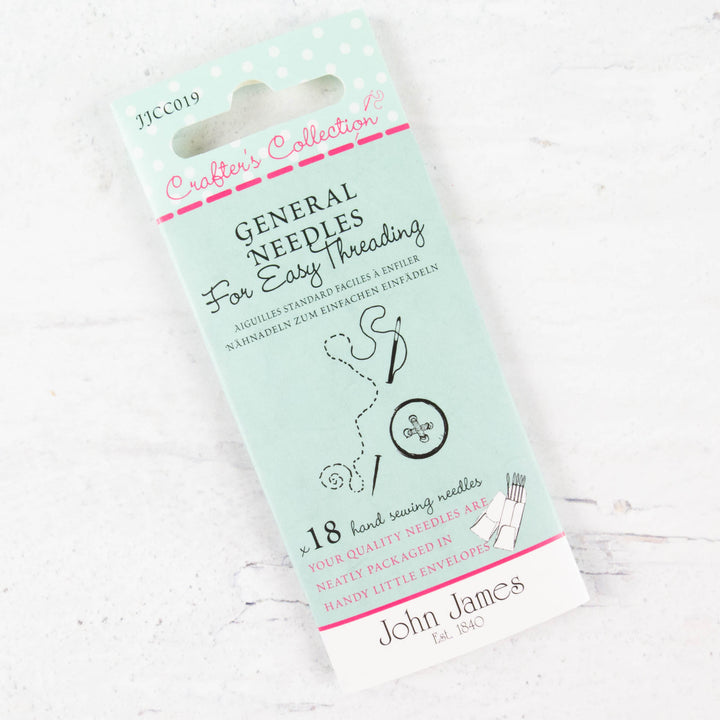 JJCC019
Crafter's Collection
GENERAL
NEEDLES
For Easy Threading
AIGUILLES STANDARD FACILES À ENFILER
NÄHNADELN ZUM EINFACHEN EINFÄDELN
x18 hand sewing needles
YOUR QUALITY NEEDLES ARE
NEATLY PACKAGED IN
HANDY LITTLE ENVELOPES
John James
Est. 1840